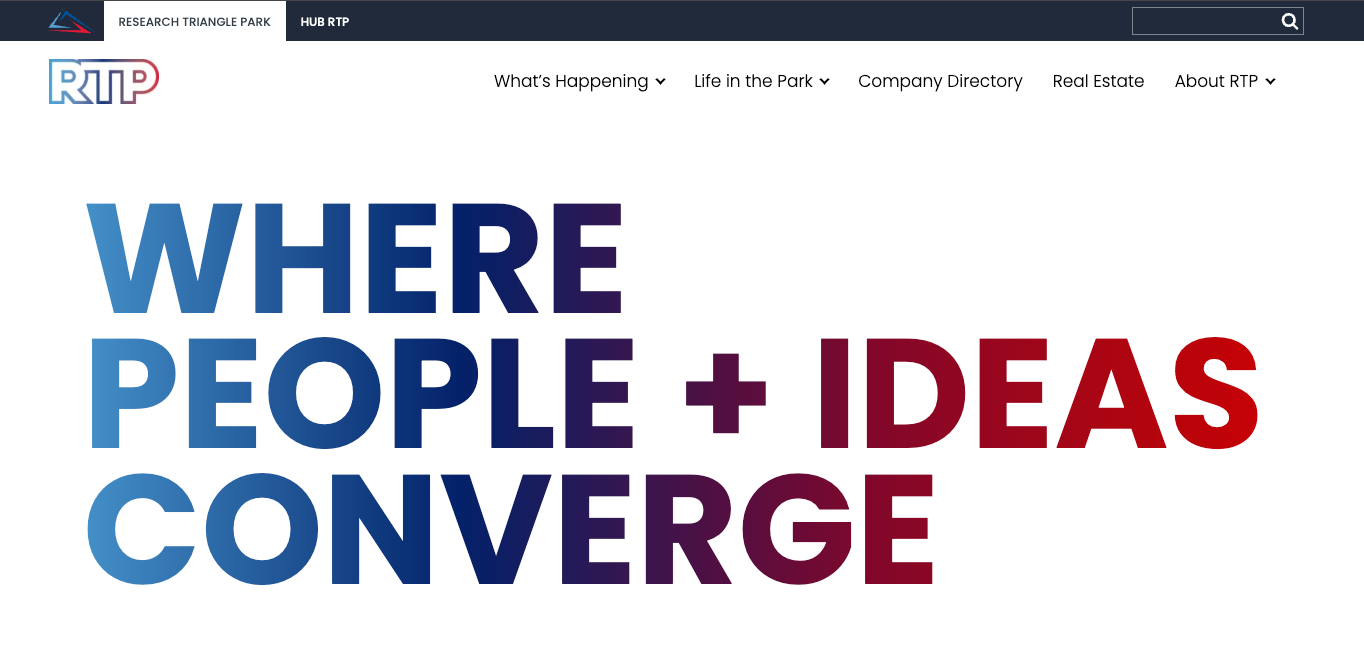 RESEARCH TRIANGLE PARK
HUB RTP
RTP
What’s Happening
Life in the Park
Company Directory
Real Estate
About RTP
WHERE
PEOPLE + IDEAS
CONVERGE